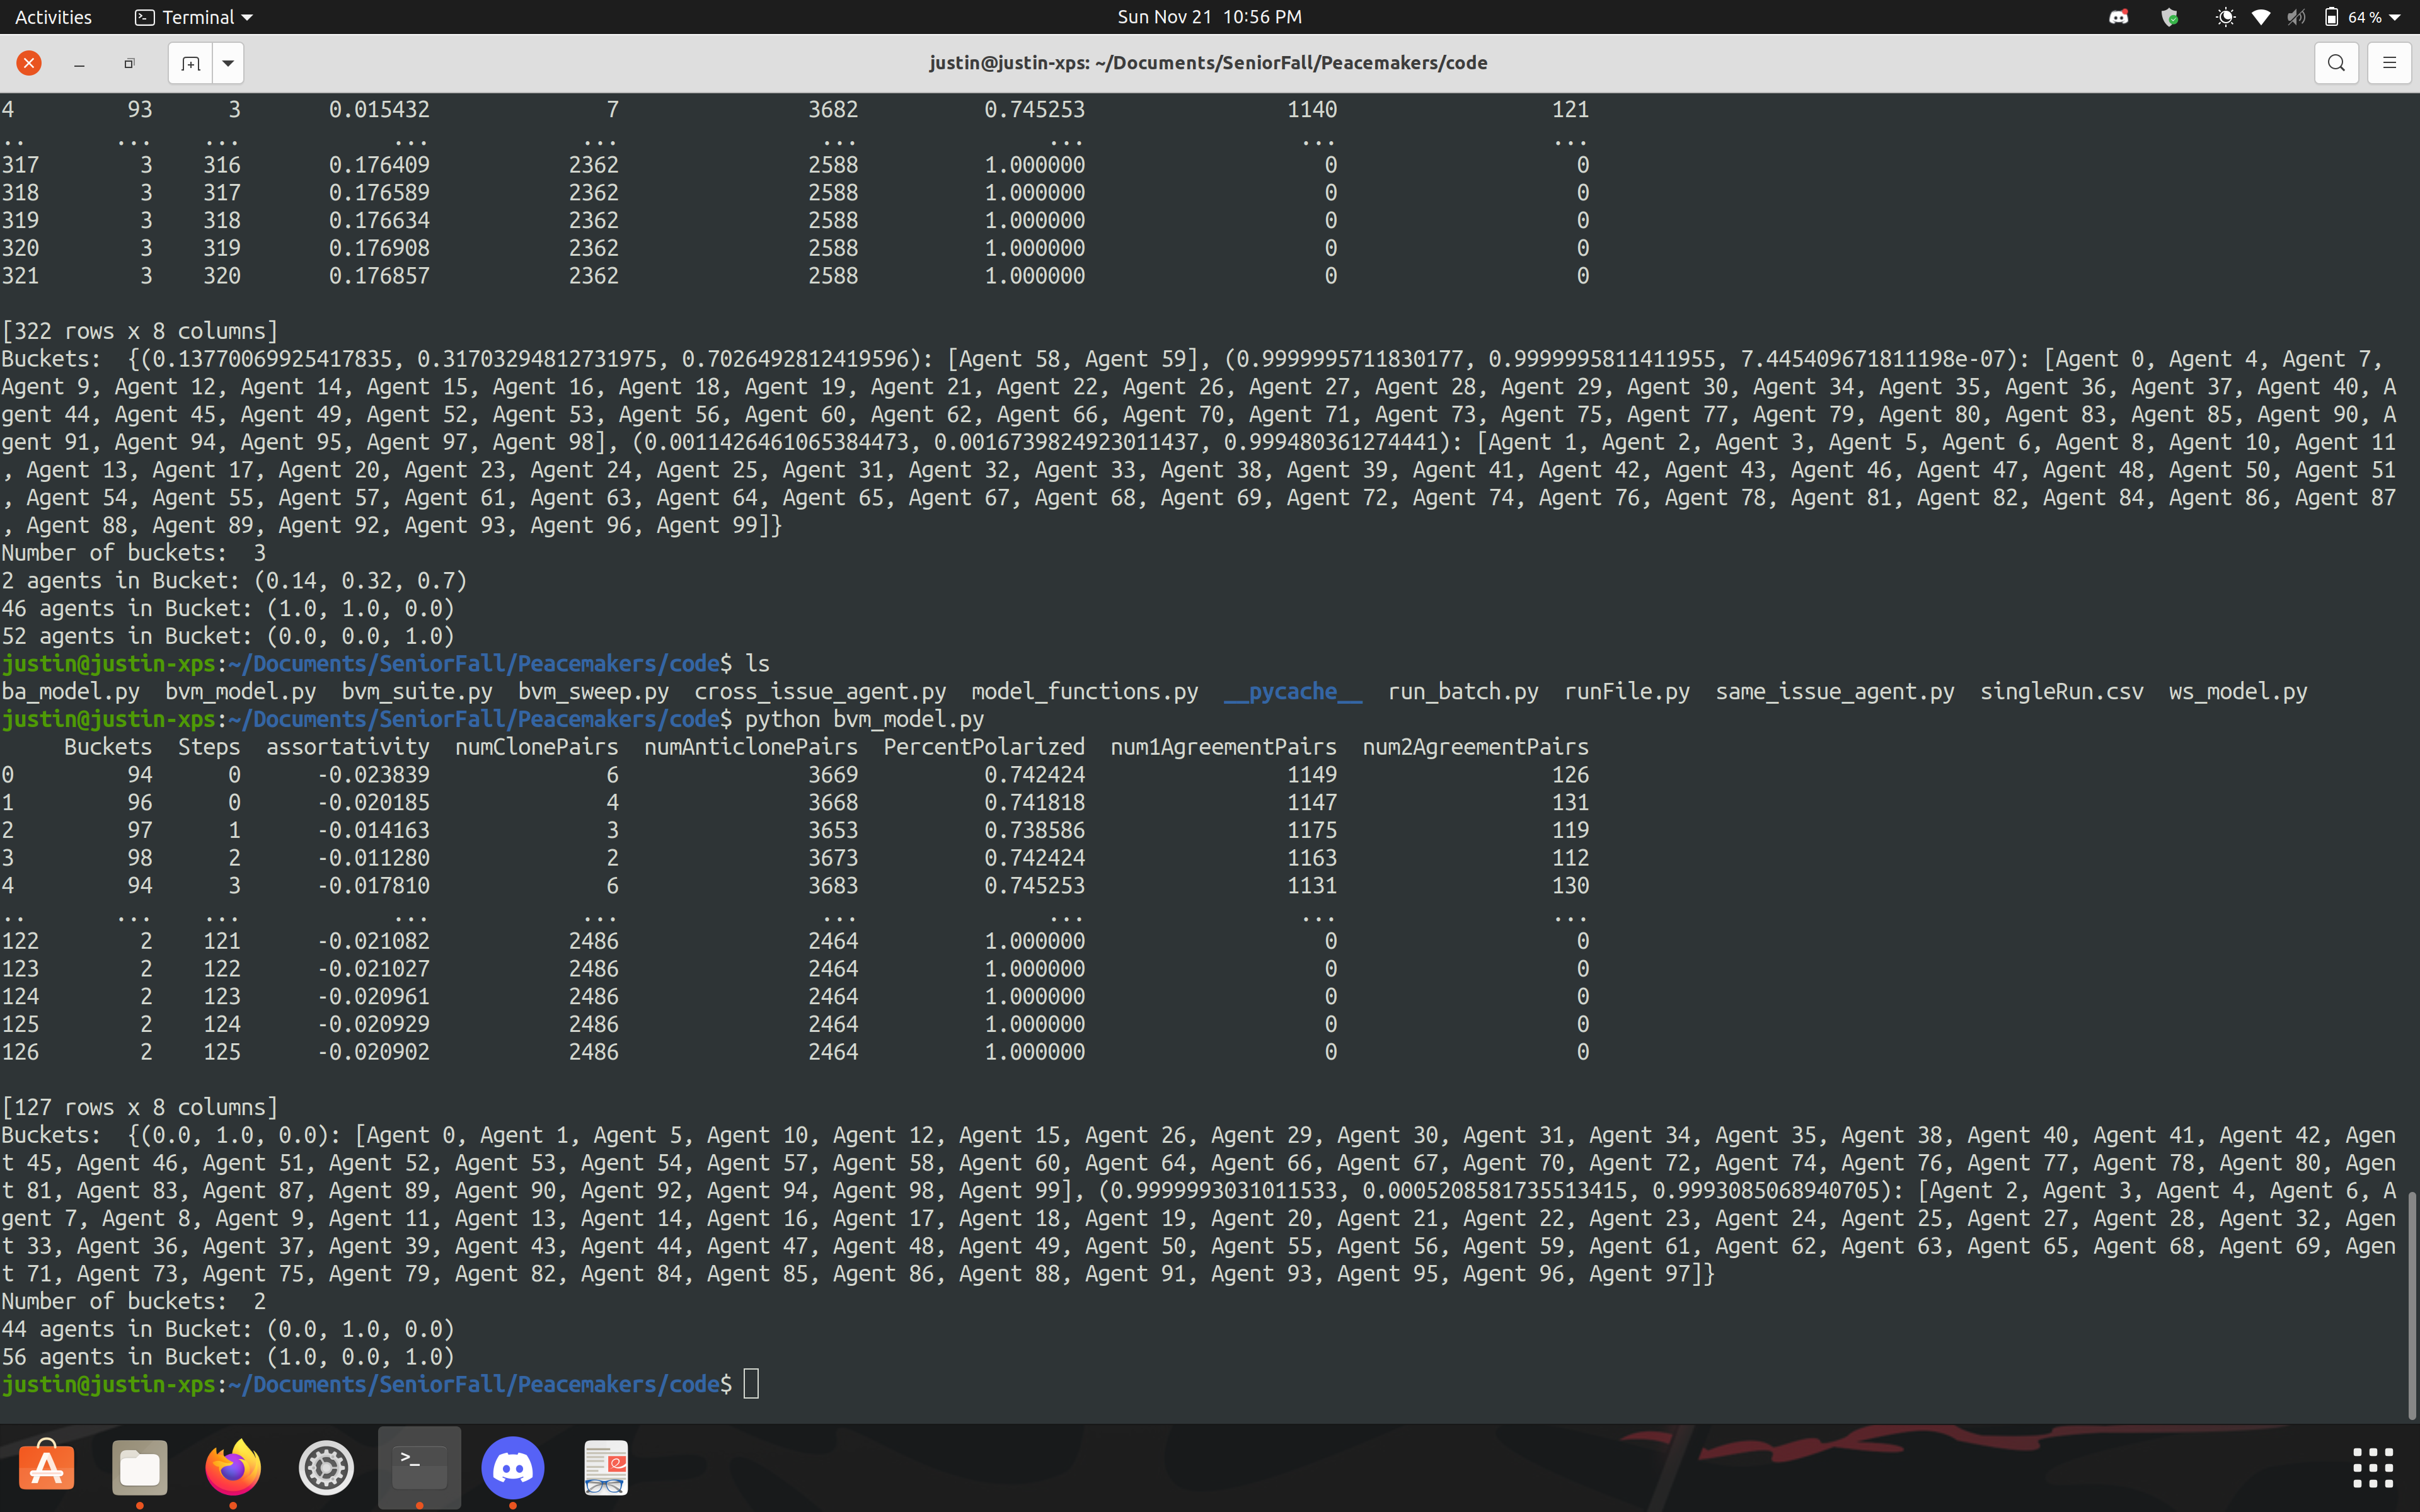 Activities Terminal Sun Nov 21 10:56 PM 64 %
justin@justin-xps: ~/Documents/SeniorFall/Peacemakers/code
4 93 3 0.015432 7 3682 0.745253 1140 121
.. ... ... ... ... ... ... ... ...
317 3 316 0.176409 2362 2588 1.000000 0 0
318 3 317 0.176589 2362 2588 1.000000 0 0
319 3 318 0.176634 2362 2588 1.000000 0 0
320 3 319 0.176908 2362 2588 1.000000 0 0
321 3 320 0.176857 2362 2588 1.000000 0 0
[322 rows x 8 columns]
Buckets:  {(0.13770069925417835, 0.31703294812731975, 0.7026492812419596): [Agent 58, Agent 59], (0.9999995711830177, 0.9999995811411955, 7.445409671811198e-07): [Agent 0, Agent 4, Agent 7,
Agent 9, Agent 12, Agent 14, Agent 15, Agent 16, Agent 18, Agent 19, Agent 21, Agent 22, Agent 26, Agent 27, Agent 28, Agent 29, Agent 30, Agent 34, Agent 35, Agent 36, Agent 37, Agent 40, A
gent 44, Agent 45, Agent 49, Agent 52, Agent 53, Agent 56, Agent 60, Agent 62, Agent 66, Agent 70, Agent 71, Agent 73, Agent 75, Agent 77, Agent 79, Agent 80, Agent 83, Agent 85, Agent 90, A
gent 91, Agent 94, Agent 95, Agent 97, Agent 98], (0.0011426461065384473, 0.0016739824923011437, 0.999480361274441): [Agent 1, Agent 2, Agent 3, Agent 5, Agent 6, Agent 8, Agent 10, Agent 11
, Agent 13, Agent 17, Agent 20, Agent 23, Agent 24, Agent 25, Agent 31, Agent 32, Agent 33, Agent 38, Agent 39, Agent 41, Agent 42, Agent 43, Agent 46, Agent 47, Agent 48, Agent 50, Agent 51
, Agent 54, Agent 55, Agent 57, Agent 61, Agent 63, Agent 64, Agent 65, Agent 67, Agent 68, Agent 69, Agent 72, Agent 74, Agent 76, Agent 78, Agent 81, Agent 82, Agent 84, Agent 86, Agent 87
, Agent 88, Agent 89, Agent 92, Agent 93, Agent 96, Agent 99]}
Number of buckets:  3
2 agents in Bucket: (0.14, 0.32, 0.7)
46 agents in Bucket: (1.0, 1.0, 0.0)
52 agents in Bucket: (0.0, 0.0, 1.0)
justin@justin-xps:~/Documents/SeniorFall/Peacemakers/code$ ls
ba_model.py bvm_model.py bvm_suite.py bvm_sweep.py cross_issue_agent.py model_functions.py __pycache__ run_batch.py runFile.py same_issue_agent.py singleRun.csv ws_model.py
justin@justin-xps:~/Documents/SeniorFall/Peacemakers/code$ python bvm_model.py
Buckets Steps assortativity numClonePairs numAnticlonePairs PercentPolarized num1AgreementPairs num2AgreementPairs
0 94 0 -0.023839 6 3669 0.742424 1149 126
1 96 0 -0.020185 4 3668 0.741818 1147 131
2 97 1 -0.014163 3 3653 0.738586 1175 119
3 98 2 -0.011280 2 3673 0.742424 1163 112
4 94 3 -0.017810 6 3683 0.745253 1131 130
.. ... ... ... ... ... ... ... ...
122 2 121 -0.021082 2486 2464 1.000000 0 0
123 2 122 -0.021027 2486 2464 1.000000 0 0
124 2 123 -0.020961 2486 2464 1.000000 0 0
125 2 124 -0.020929 2486 2464 1.000000 0 0
126 2 125 -0.020902 2486 2464 1.000000 0 0
[127 rows x 8 columns]
Buckets:  {(0.0, 1.0, 0.0): [Agent 0, Agent 1, Agent 5, Agent 10, Agent 12, Agent 15, Agent 26, Agent 29, Agent 30, Agent 31, Agent 34, Agent 35, Agent 38, Agent 40, Agent 41, Agent 42, Agen
t 45, Agent 46, Agent 51, Agent 52, Agent 53, Agent 54, Agent 57, Agent 58, Agent 60, Agent 64, Agent 66, Agent 67, Agent 70, Agent 72, Agent 74, Agent 76, Agent 77, Agent 78, Agent 80, Agen
t 81, Agent 83, Agent 87, Agent 89, Agent 90, Agent 92, Agent 94, Agent 98, Agent 99], (0.9999993031011533, 0.0005208581735513415, 0.9993085068940705): [Agent 2, Agent 3, Agent 4, Agent 6, A
gent 7, Agent 8, Agent 9, Agent 11, Agent 13, Agent 14, Agent 16, Agent 17, Agent 18, Agent 19, Agent 20, Agent 21, Agent 22, Agent 23, Agent 24, Agent 25, Agent 27, Agent 28, Agent 32, Agen
t 33, Agent 36, Agent 37, Agent 39, Agent 43, Agent 44, Agent 47, Agent 48, Agent 49, Agent 50, Agent 55, Agent 56, Agent 59, Agent 61, Agent 62, Agent 63, Agent 65, Agent 68, Agent 69, Agen
t 71, Agent 73, Agent 75, Agent 79, Agent 82, Agent 84, Agent 85, Agent 86, Agent 88, Agent 91, Agent 93, Agent 95, Agent 96, Agent 97]}
Number of buckets:  2
44 agents in Bucket: (0.0, 1.0, 0.0)
56 agents in Bucket: (1.0, 0.0, 1.0)
justin@justin-xps:~/Documents/SeniorFall/Peacemakers/code$